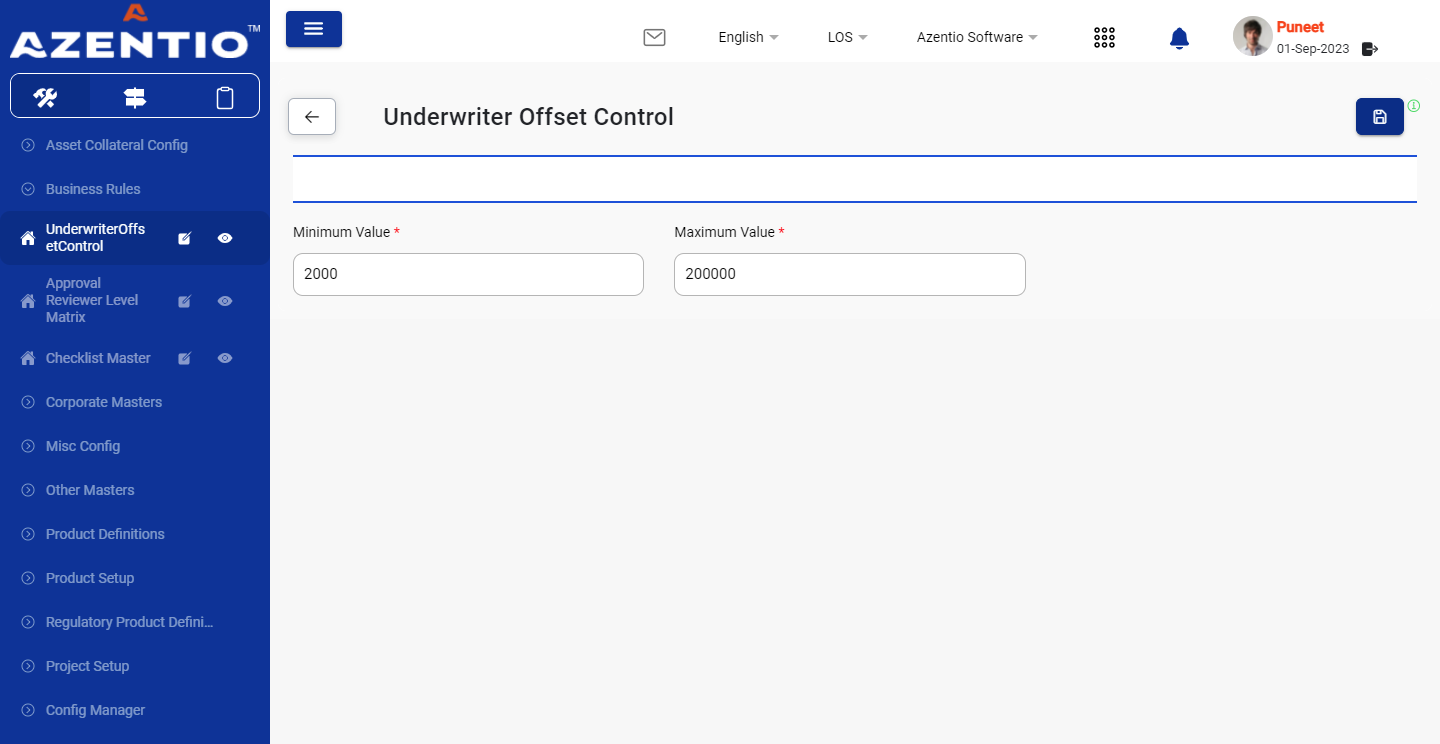 AZENTIO™
English
LOS
Azentio Software
Puneet
01-Sep-2023
Underwriter Offset Control
Asset Collateral Config
Business Rules
UnderwriterOffs
etControl
Approval
Reviewer Level
Matrix
Checklist Master
Corporate Masters
Misc Config
Other Masters
Product Definitions
Product Setup
Regulatory Product Defini...
Project Setup
Config Manager
Minimum Value *
Maximum Value *
2000
200000